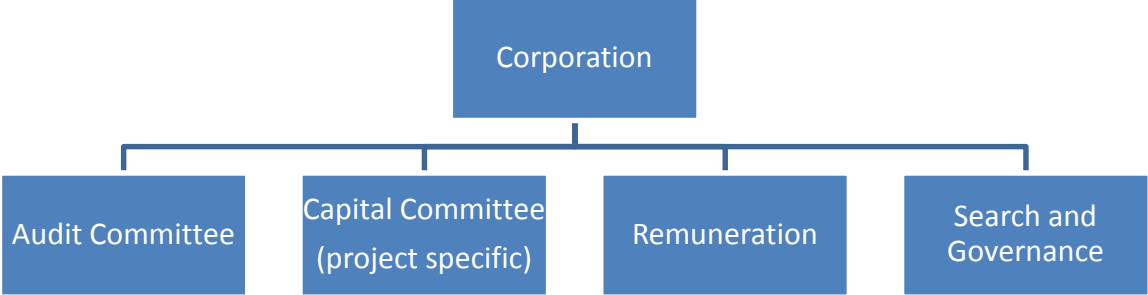 Corporation
Audit Committee
Capital Committee
(project specific)
Remuneration
Search and
Governance